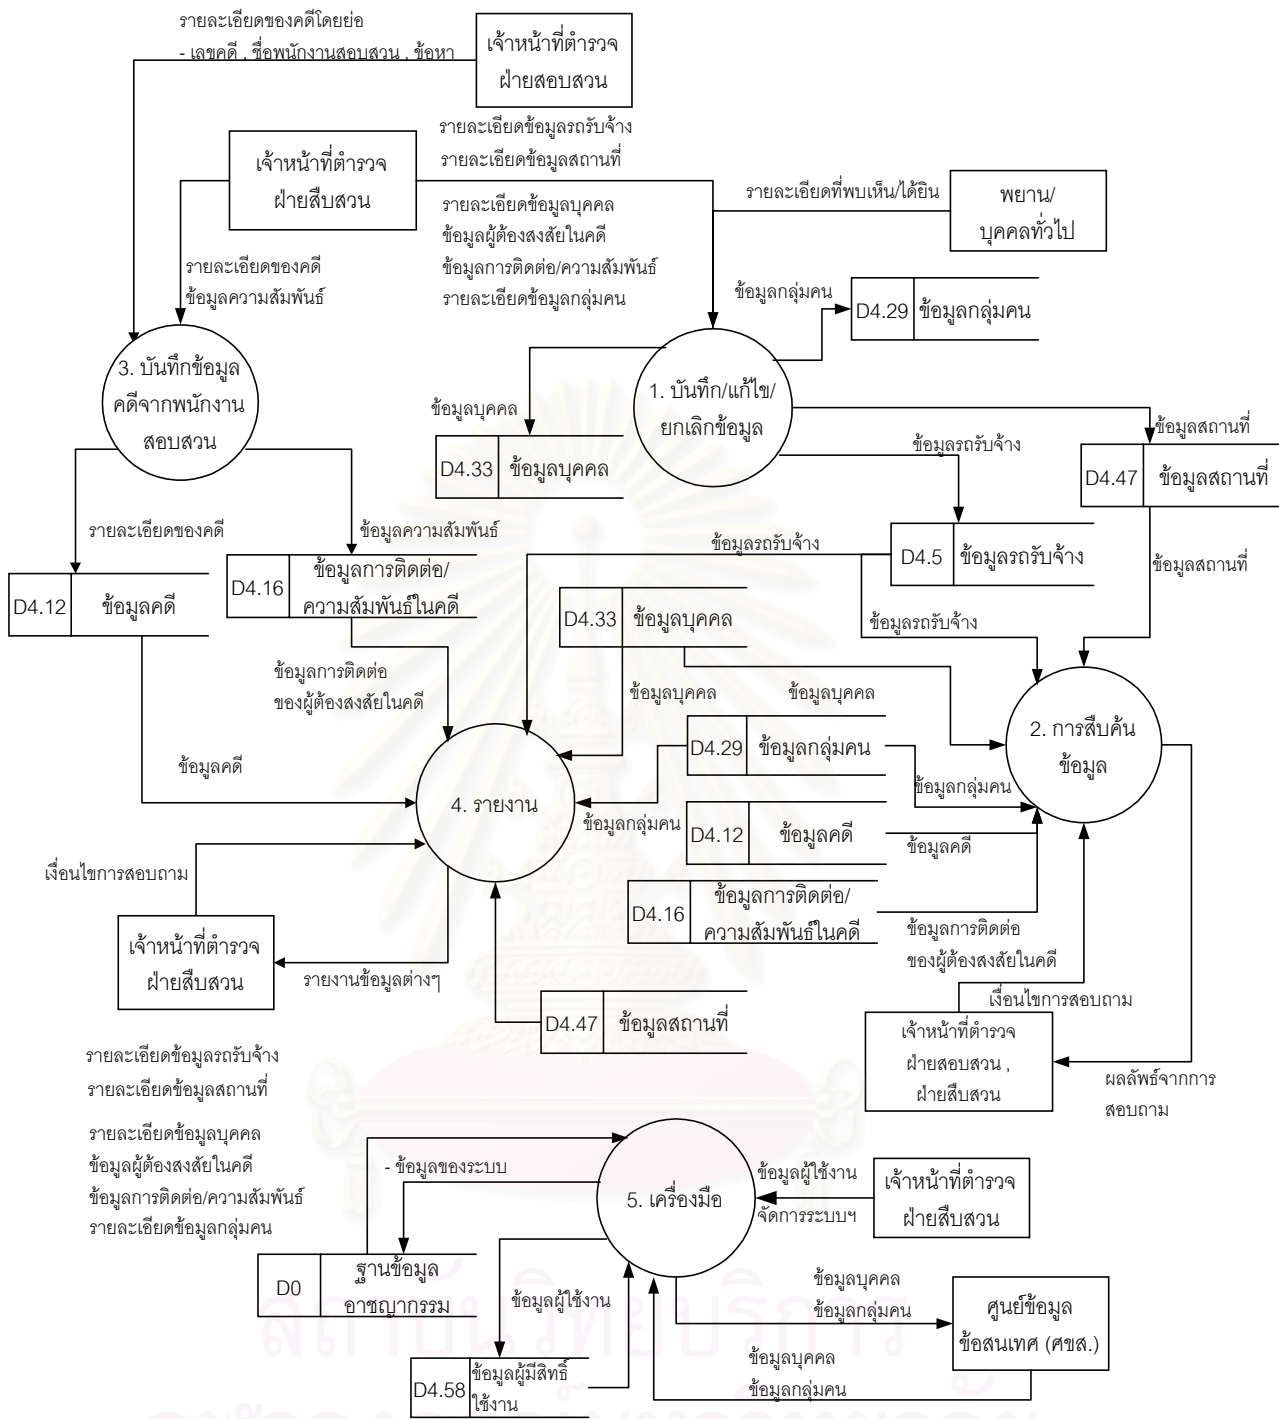 รายละเอียดของคดีโดยย่อ
- เลขคดี , ชื่อพนักงานสอบสวน , ข้อหา
เจ้าหน้าที่ตำรวจ
ฝ่ายสอบสวน
รายละเอียดข้อมูลรถรับจ้าง
รายละเอียดข้อมูลสถานที่
เจ้าหน้าที่ตำรวจ
ฝ่ายสืบสวน
รายละเอียดข้อมูลบุคคล
ข้อมูลผู้ต้องสงสัยในคดี
ข้อมูลการติดต่อ/ความสัมพันธ์
รายละเอียดข้อมูลกลุ่มคน
รายละเอียดที่พบเห็น/ได้ยิน
พยาน/
บุคคลทั่วไป
รายละเอียดของคดี
ข้อมูลความสัมพันธ์
ข้อมูลกลุ่มคน
D4.29 ข้อมูลกลุ่มคน
3. บันทึกข้อมูล
คดีจากพนักงาน
สอบสวน
1. บันทึก/แก้ไข/
ยกเลิกข้อมูล
ข้อมูลบุคคล
D4.33 ข้อมูลบุคคล
ข้อมูลรถรับจ้าง
ข้อมูลสถานที่
D4.47 ข้อมูลสถานที่
รายละเอียดของคดี
ข้อมูลความสัมพันธ์
ข้อมูลรถรับจ้าง
D4.5 ข้อมูลรถรับจ้าง
ข้อมูลสถานที่
D4.12 ข้อมูลคดี
D4.16 ข้อมูลการติดต่อ/
ความสัมพันธ์ในคดี
D4.33 ข้อมูลบุคคล
ข้อมูลรถรับจ้าง
ข้อมูลการติดต่อ
ของผู้ต้องสงสัยในคดี
ข้อมูลบุคคล
ข้อมูลบุคคล
D4.29 ข้อมูลกลุ่มคน
2. การสืบค้น
ข้อมูล
ข้อมูลคดี
4. รายงาน
ข้อมูลกลุ่มคน
ข้อมูลกลุ่มคน
D4.12 ข้อมูลคดี
ข้อมูลคดี
เงื่อนไขการสอบถาม
D4.16 ข้อมูลการติดต่อ/
ความสัมพันธ์ในคดี
ข้อมูลการติดต่อ
ของผู้ต้องสงสัยในคดี
เจ้าหน้าที่ตำรวจ
ฝ่ายสืบสวน
รายงานข้อมูลต่างๆ
เงื่อนไขการสอบถาม
D4.47 ข้อมูลสถานที่
เจ้าหน้าที่ตำรวจ
ฝ่ายสอบสวน ,
ฝ่ายสืบสวน
ผลลัพธ์จากการ
สอบถาม
รายละเอียดข้อมูลรถรับจ้าง
รายละเอียดข้อมูลสถานที่
รายละเอียดข้อมูลบุคคล
ข้อมูลผู้ต้องสงสัยในคดี
ข้อมูลการติดต่อ/ความสัมพันธ์
รายละเอียดข้อมูลกลุ่มคน
- ข้อมูลของระบบ
5. เครื่องมือ
ข้อมูลผู้ใช้งาน
จัดการระบบฯ
เจ้าหน้าที่ตำรวจ
ฝ่ายสืบสวน
D0 ฐานข้อมูล
อาชญากรรม
ข้อมูลผู้ใช้งาน
ข้อมูลบุคคล
ข้อมูลกลุ่มคน
ศูนย์ข้อมูล
ข้อสนเทศ (ศขส.)
D4.58 ข้อมูลผู้มีสิทธิ์
ใช้งาน
ข้อมูลบุคคล
ข้อมูลกลุ่มคน
สถาบันวิทยบริการ